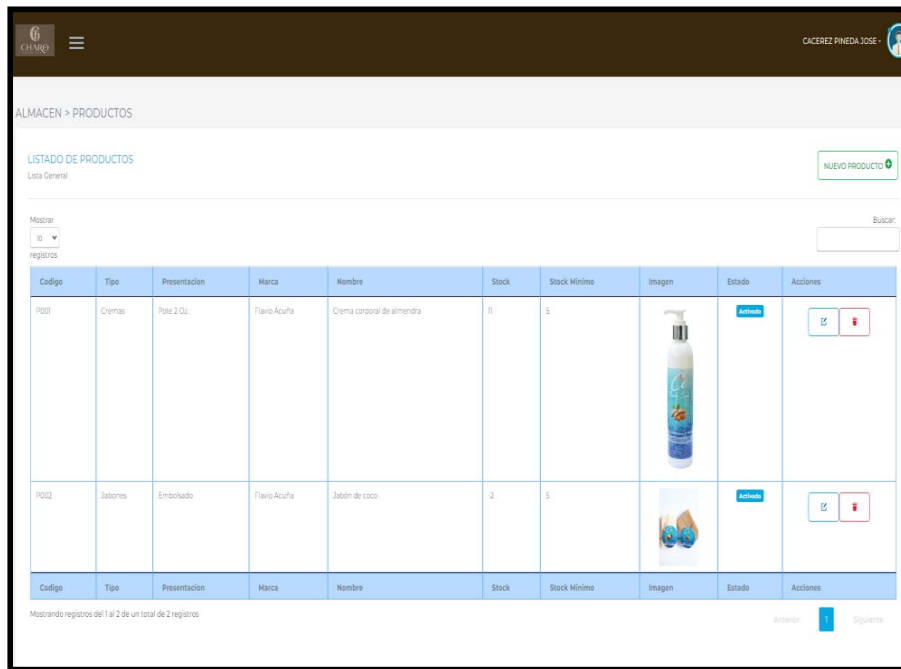 CHARO
CACEREZ PINEDA JOSE
ALMACEN > PRODUCTOS
LISTADO DE PRODUCTOS
Lista General
NUEVO PRODUCTO
Mostrar
10
registros
Buscar:
Codigo Tipo Presentacion Marca Nombre Stock Stock Minimo Imagen Estado Acciones
P001 Cremas Pote 2 Oz. Flavio Acuña Crema corporal de almendra 11 5 Activado
P002 Jabones Embolsado Flavio Acuña Jabón de coco -2 5 Activado
Codigo Tipo Presentacion Marca Nombre Stock Stock Minimo Imagen Estado Acciones
Mostrando registros del 1 al 2 de un total de 2 registros
Anterior 1 Siguiente